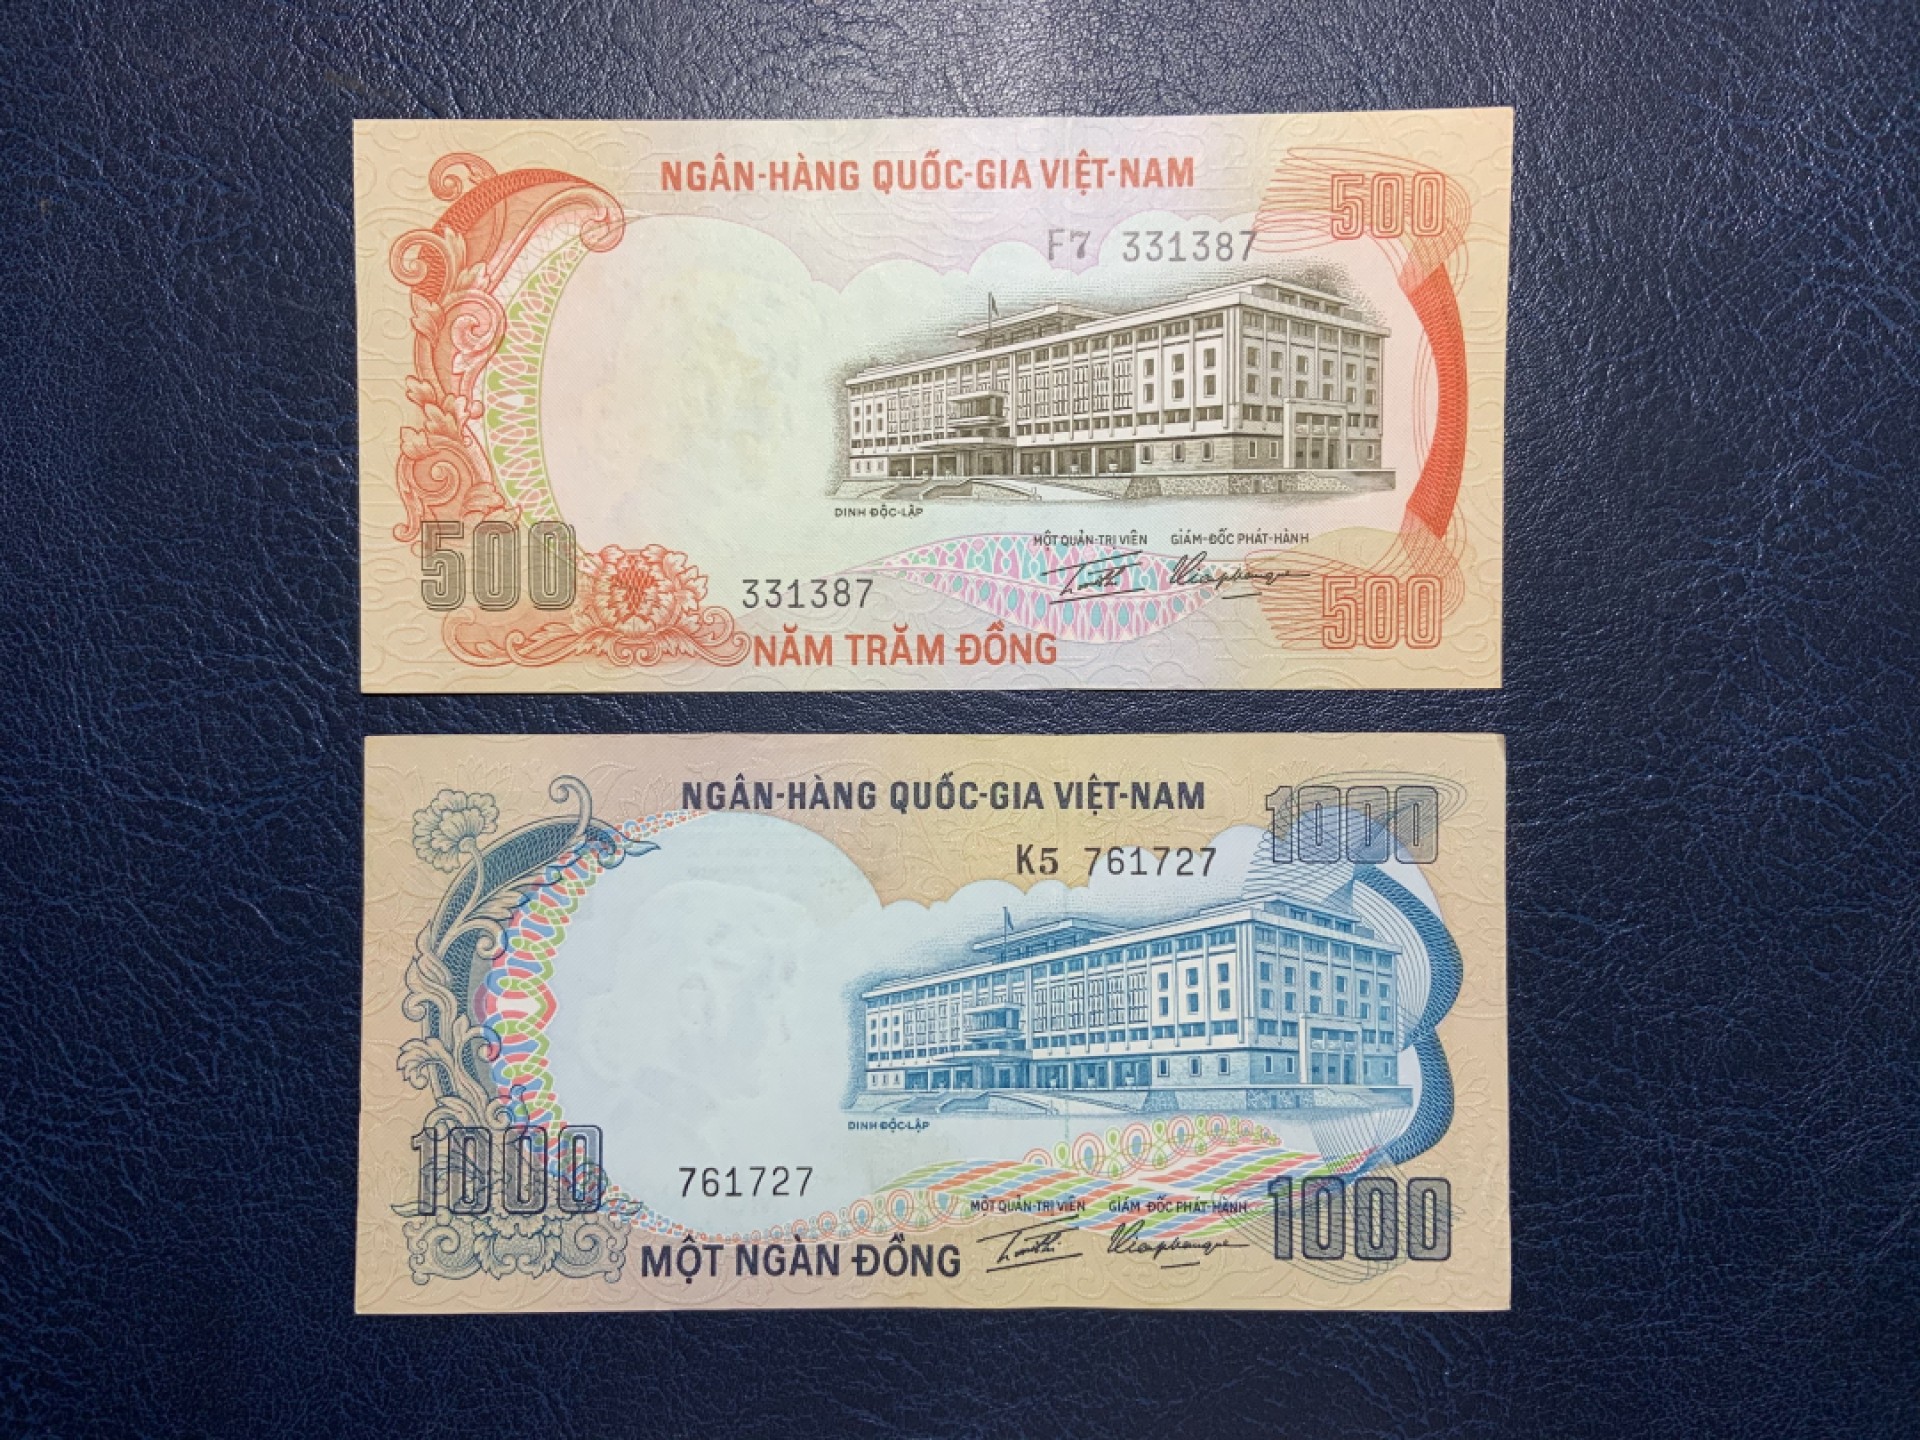 NGÂN-HÀNG QUỐC-GIA VIỆT-NAM
500
F7 331387
DINH ĐỘC-LẬP
MỘT QUẢN-TRỊ VIÊN GIÁM-ĐỐC PHÁT-HÀNH
500
331387
500
NĂM TRĂM ĐỒNG
NGÂN-HÀNG QUỐC-GIA VIỆT-NAM
1000
K5 761727
DINH ĐỘC-LẬP
1000
761727
MỘT QUẢN-TRỊ VIÊN GIÁM ĐỐC PHÁT-HÀNH
1000
MỘT NGÀN ĐỒNG